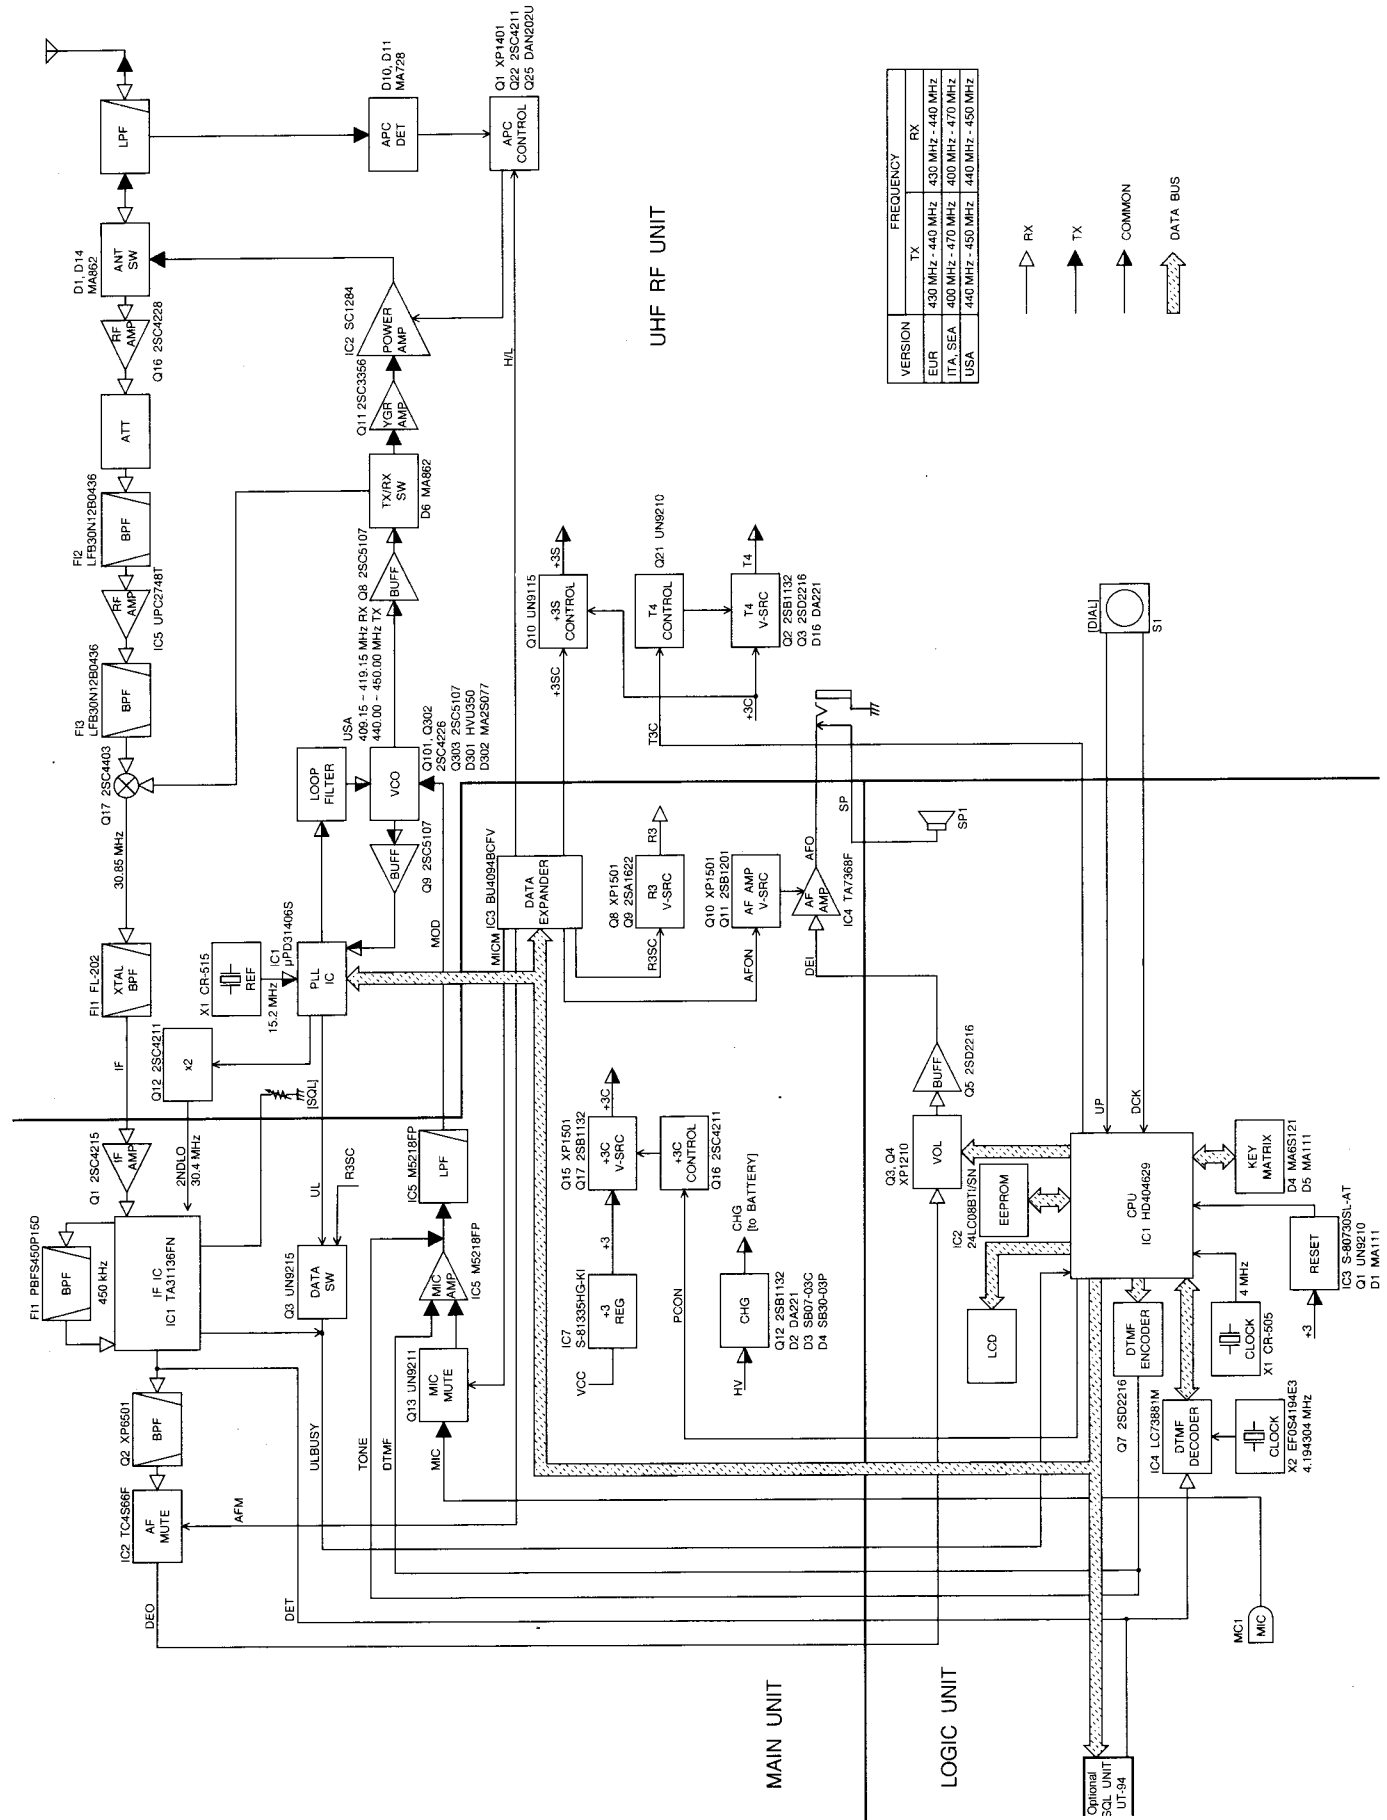 LPF
D10, D11
MA728
APC
DET
Q1 XP1401
Q22 2SC4211
Q25 DAN202U
APC
CONTROL
D1, D14
MA862
ANT
SW
RF
AMP
Q16 2SC4228
ATT
FI2
LFB30N12B0436
BPF
RF
AMP
IC5 UPC2748T
FI3
LFB30N12B0436
BPF
Q17 2SC4403
30.85 MHz
FI1 FL-202
XTAL
BPF
IF
Q1 2SC4215
IF
AMP
IC2 SC1284
POWER
AMP
Q11 2SC3356
YGR
AMP
TX/RX
SW
D6 MA862
Q8 2SC5107
BUFF
USA
409.15 ~ 419.15 MHz RX
440.00 ~ 450.00 MHz TX
LOOP
FILTER
VCO
Q101, Q302
2SC4226
Q303 2SC5107
D301 HVU350
D302 MA2S077
BUFF
Q9 2SC5107
MOD
X1 CR-515
REF
15.2 MHz
IC1
μPD31406S
PLL
IC
Q12 2SC4211
x2
2NDLO
30.4 MHz
[SQL]
UL
R3SC
H/L
UHF RF UNIT
VERSION
FREQUENCY
TX
RX
EUR
430 MHz - 440 MHz
430 MHz - 440 MHz
ITA, SEA
400 MHz - 470 MHz
400 MHz - 470 MHz
USA
440 MHz - 450 MHz
440 MHz - 450 MHz
RX
TX
COMMON
DATA BUS
Q10 UN9115
+3S
CONTROL
+3S
+3SC
Q21 UN9210
T4
CONTROL
T4
V-SRC
T4
Q2 2SB1132
Q3 2SD2216
D16 DA221
T3C
+3C
FI1 PBFS450P15D
BPF
450 kHz
IF IC
IC1 TA31136FN
Q3 UN9215
DATA
SW
Q2 XP6501
BPF
IC2 TC4S66F
AF
MUTE
AFM
DEO
DET
ULBUSY
TONE
DTMF
MIC
IC5 M5218FP
LPF
MIC
AMP
IC5 M5218FP
Q13 UN9211
MIC
MUTE
MICM
IC3 BU4094BCFV
DATA
EXPANDER
Q8 XP1501
Q9 2SA1622
R3
V-SRC
R3
R3SC
Q10 XP1501
Q11 2SB1201
AF AMP
V-SRC
AFON
AF
AMP
IC4 TA7368F
AFO
DEI
SP
SP1
Q15 XP1501
Q17 2SB1132
+3C
V-SRC
+3C
+3C
CONTROL
Q16 2SC4211
IC7
S-81335HG-KI
+3
REG
+3
VCC
PCON
CHG
[to BATTERY]
CHG
HV
Q12 2SB1132
D2 DA221
D3 SB07-03C
D4 SB30-03P
MAIN UNIT
LOGIC UNIT
BUFF
Q5 2SD2216
Q3, Q4
XP1210
VOL
IC2
24LC08BTI/SN
EEPROM
LCD
CPU
IC1 HD404629
UP
DCK
[DIAL]
S1
KEY
MATRIX
D4 MA6S121
D5 MA111
RESET
+3
IC3 S-80730SL-AT
Q1 UN9210
D1 MA111
4 MHz
CLOCK
X1 CR-505
DTMF
ENCODER
Q7 2SD2216
IC4 LC73881M
DTMF
DECODER
CLOCK
X2 EF0S4194E3
4.194304 MHz
MC1
MIC
Optional
SQL UNIT
UT-94